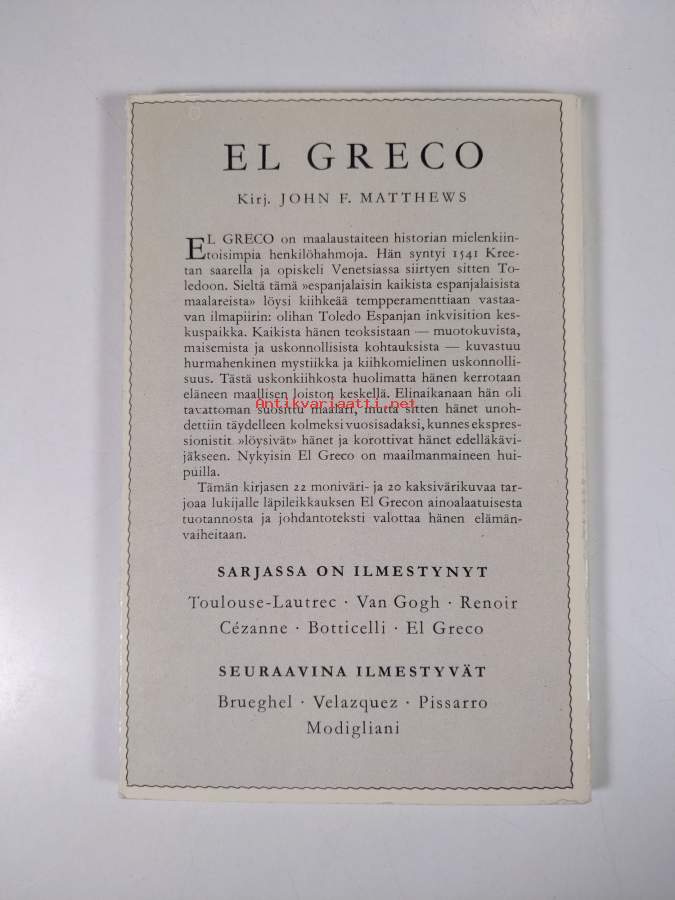 EL GRECO
Kirj. JOHN F. MATTHEWS
EL GRECO on maalaustaiteen historian mielenkiin-
toisimpia henkilöhahmoja. Hän syntyi 1541 Kree-
tan saarella ja opiskeli Venetsiassa siirtyen sitten To-
ledoon. Sieltä tämä »espanjalaisin kaikista espanjalaisista
maalareista» löysi kiihkeää tempperamenttiaan vastaa-
van ilmapiirin: olihan Toledo Espanjan inkvisition kes-
kuspaikka. Kaikista hänen teoksistaan — muotokuvista,
maisemista ja uskonnollisista kohtauksista — kuvastuu
hurmahenkinen mystiikka ja kiihkomielinen uskonnolli-
suus. Tästä uskonkiihkosta huolimatta hänen kerrotaan
eläneen maallisen loiston keskellä. Elinaikanaan hän oli
Antikvariaatti.net
tavattoman suosittu maalari, mutta sitten hänet unoh-
dettiin täydelleen kolmeksi vuosisadaksi, kunnes ekspres-
sionistit »löysivät» hänet ja korottivat hänet edelläkävi-
jäkseen. Nykyisin El Greco on maailmanmaineen hui-
puilla.
Tämän kirjasen 22 moniväri- ja 20 kaksivärikuvaa tar-
joaa lukijalle läpileikkauksen El Grecon ainoalaatuisesta
tuotannosta ja johdantoteksti valottaa hänen elämän-
vaiheitaan.
SARJASSA ON ILMESTYNYT
Toulouse-Lautrec · Van Gogh · Renoir
Cézanne · Botticelli · El Greco
SEURAAVINA ILMESTYVÄT
Brueghel · Velazquez · Pissarro
Modigliani